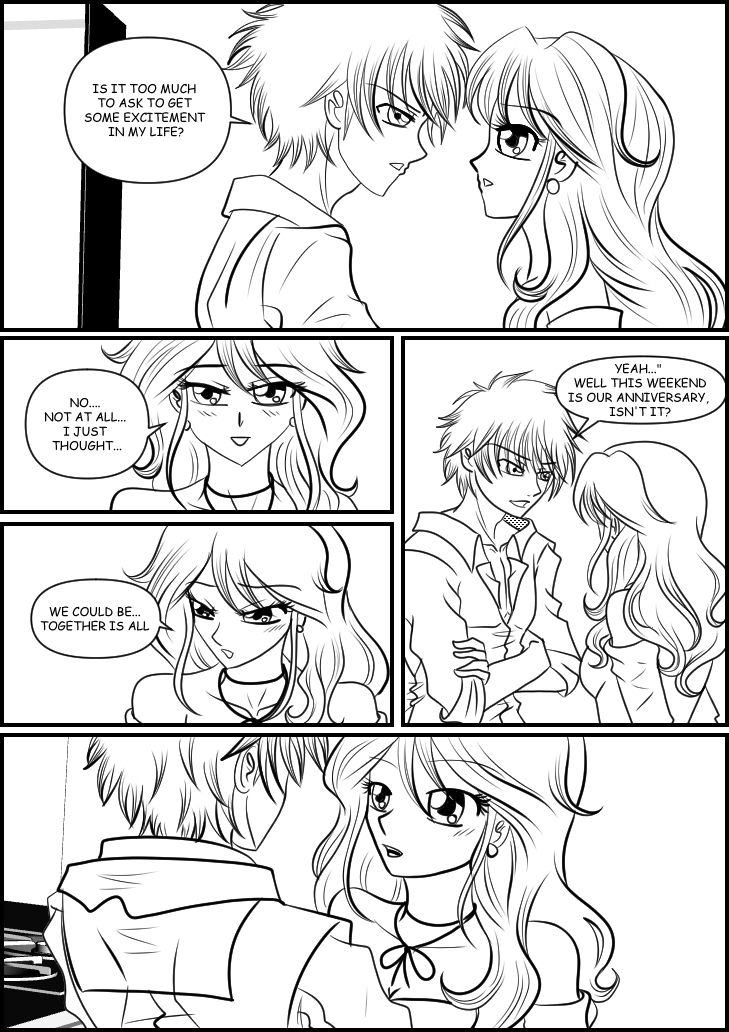 IS IT TOO MUCH
TO ASK TO GET
SOME EXCITEMENT
IN MY LIFE?
NO....
NOT AT ALL...
I JUST
THOUGHT...
WE COULD BE...
TOGETHER IS ALL
YEAH..."
WELL THIS WEEKEND
IS OUR ANNIVERSARY,
ISN'T IT?